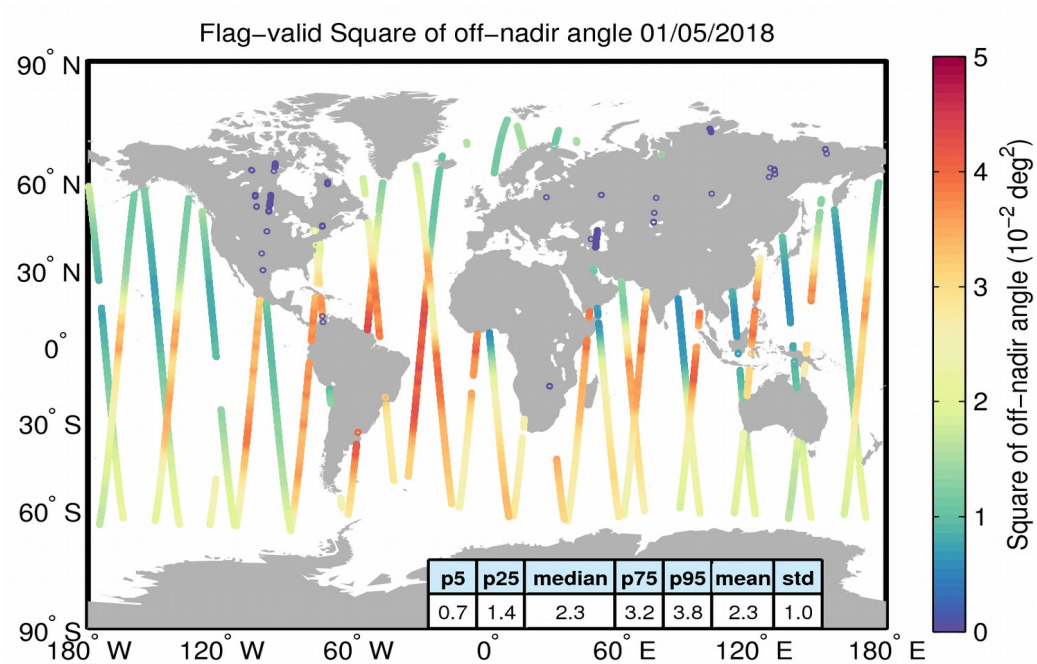 Flag−valid Square of off−nadir angle 01/05/2018
90° N
60° N
30° N
0°
30° S
60° S
90° S
180° W
120° W
60° W
0°
60° E
120° E
180° E
5
4
3
2
1
0
Square of off−nadir angle (10⁻² deg²)
p5 p25 median p75 p95 mean std
0.7 1.4 2.3 3.2 3.8 2.3 1.0